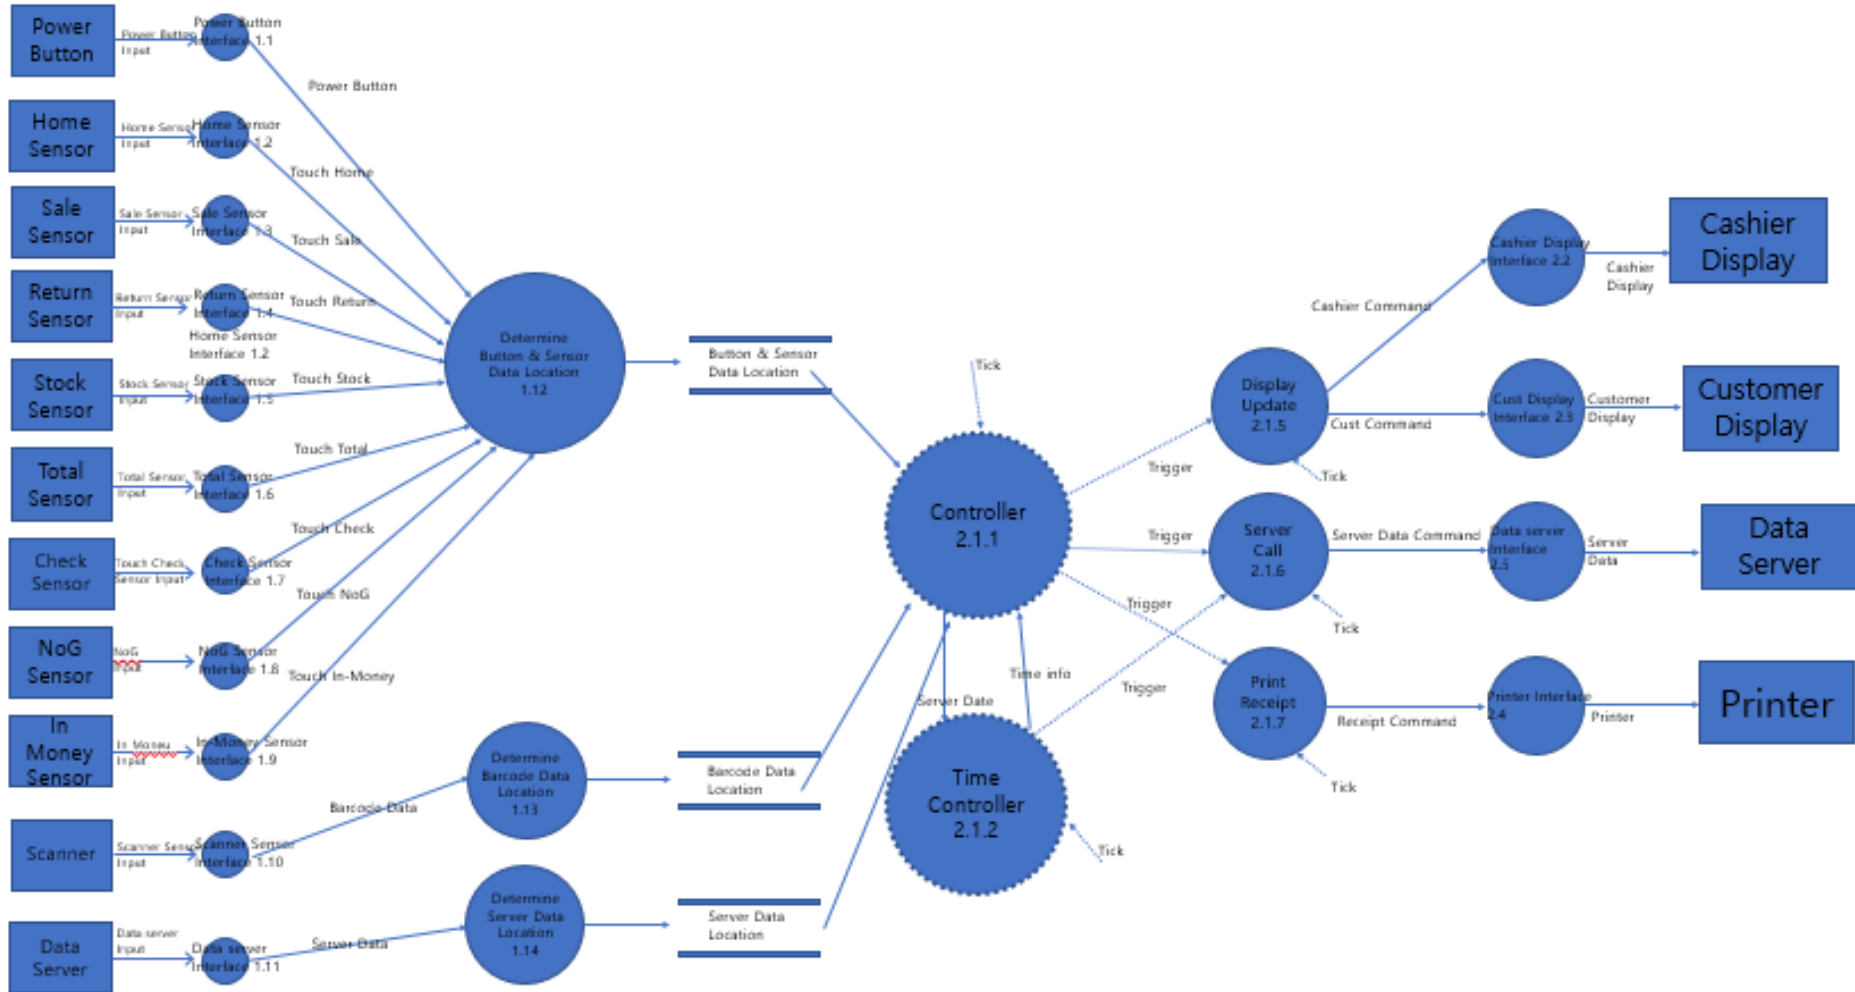 Power
Button
Power Button
Input
Power Button
Interface 1.1
Power Button
Home
Sensor
Home Sensor
Input
Home Sensor
Interface 1.2
Touch Home
Sale
Sensor
Sale Sensor
Input
Sale Sensor
Interface 1.3
Touch Sale
Return
Sensor
Return Sensor
Input
Return Sensor
Interface 1.4
Home Sensor
Interface 1.2
Touch Return
Stock
Sensor
Stock Sensor
Input
Stock Sensor
Interface 1.5
Touch Stock
Total
Sensor
Total Sensor
Input
Total Sensor
Interface 1.6
Touch Total
Check
Sensor
Touch Check
Sensor Input
Check Sensor
Interface 1.7
Touch Check
NoG
Sensor
NoG
Input
NoG Sensor
Interface 1.8
Touch NoG
In
Money
Sensor
In Moneu
Input
In-Money Sensor
Interface 1.9
Touch In-Money
Scanner
Scanner Sensor
Input
Scanner Sensor
Interface 1.10
Barcode Data
Data
Server
Data server
Input
Data server
Interface 1.11
Server Data
Determine
Button & Sensor
Data Location
1.12
Determine
Barcode Data
Location
1.13
Determine
Server Data
Location
1.14
Button & Sensor
Data Location
Barcode Data
Location
Server Data
Location
Tick
Controller
2.1.1
Server Date
Time info
Time
Controller
2.1.2
Tick
Trigger
Trigger
Trigger
Trigger
Display
Update
2.1.5
Tick
Server
Call
2.1.6
Tick
Print
Receipt
2.1.7
Tick
Cashier Command
Cust Command
Server Data Command
Receipt Command
Cashier Display
Interface 2.2
Cashier
Display
Cashier
Display
Cust Display
Interface 2.3
Customer
Display
Customer
Display
Data server
Interface
2.5
Server
Data
Data
Server
Printer Interface
2.4
Printer
Printer